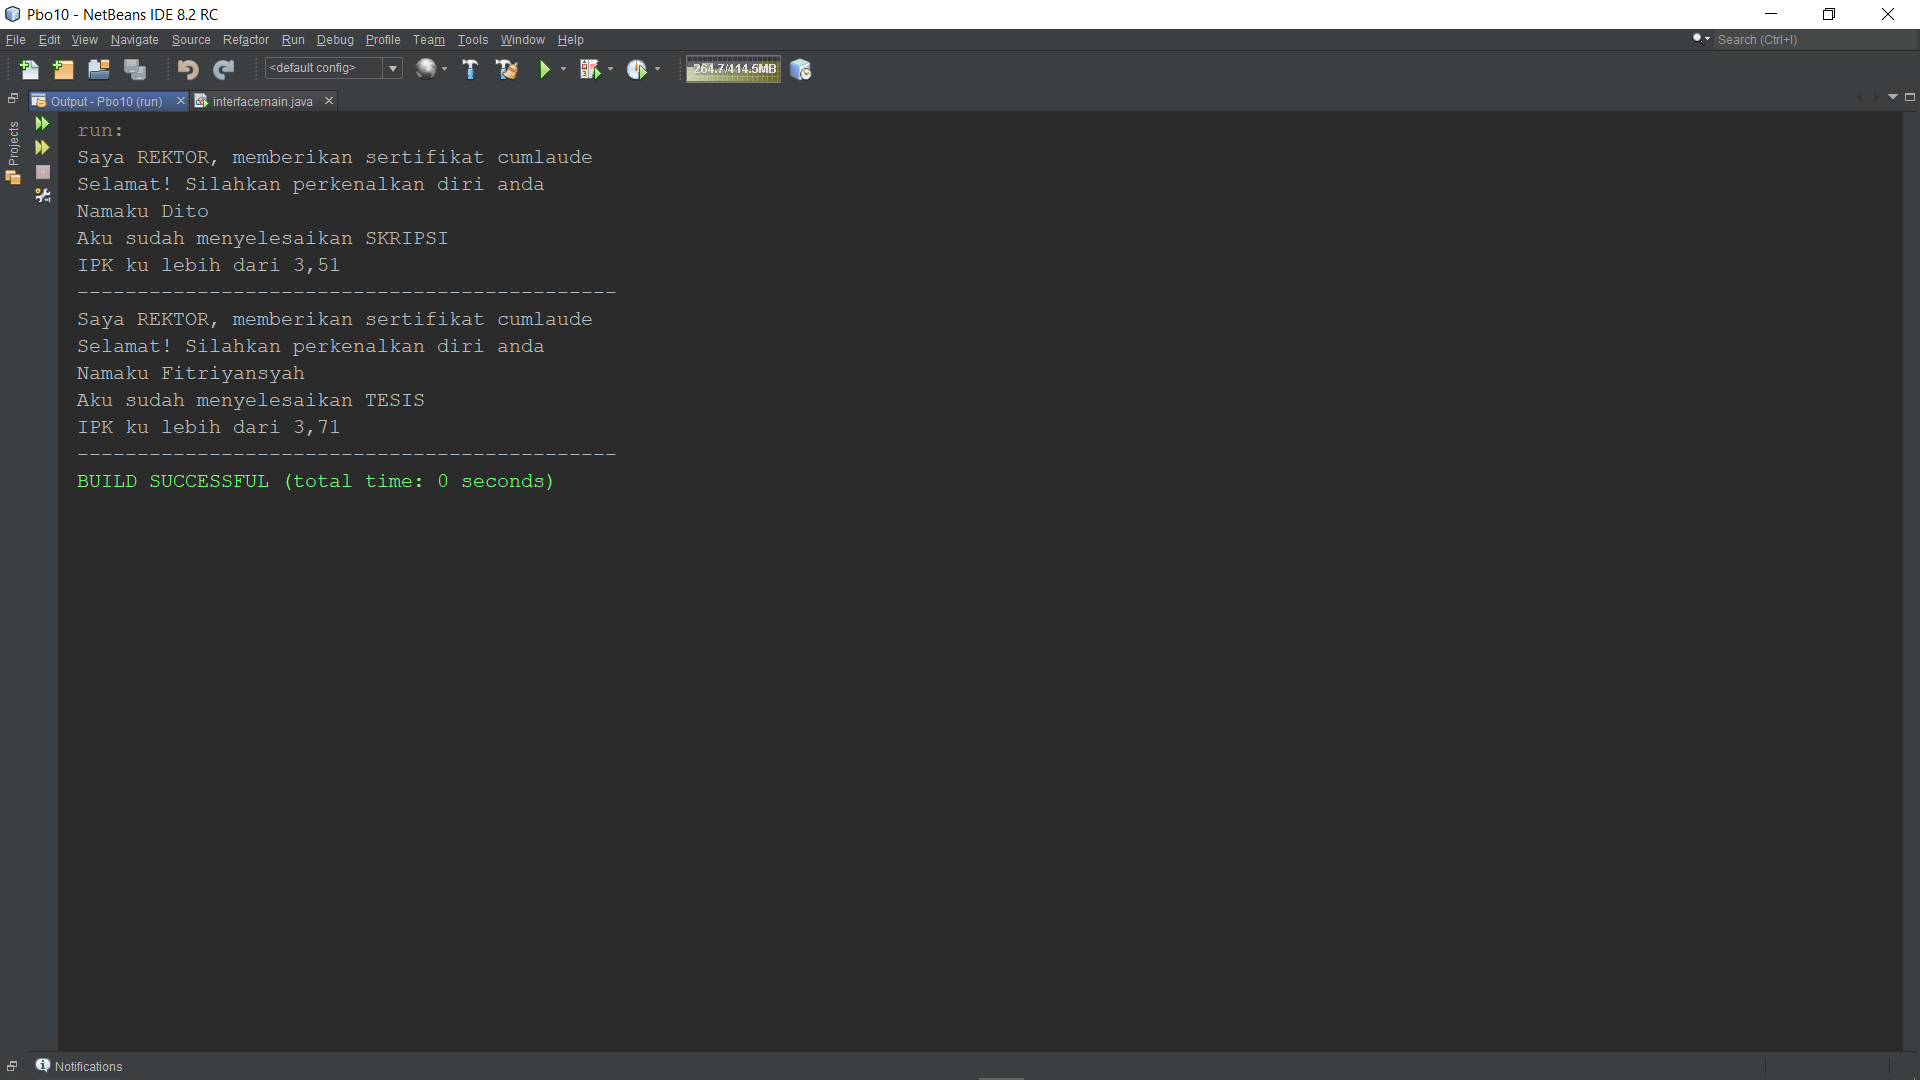 Pbo10 - NetBeans IDE 8.2 RC
File Edit View Navigate Source Refactor Run Debug Profile Team Tools Window Help
Search (Ctrl+I)
<default config>
264.7/414.5MB
Output - Pbo10 (run) interfacemain.java
Projects
run:
Saya REKTOR, memberikan sertifikat cumlaude
Selamat! Silahkan perkenalkan diri anda
Namaku Dito
Aku sudah menyelesaikan SKRIPSI
IPK ku lebih dari 3,51
---------------------------------------------
Saya REKTOR, memberikan sertifikat cumlaude
Selamat! Silahkan perkenalkan diri anda
Namaku Fitriyansyah
Aku sudah menyelesaikan TESIS
IPK ku lebih dari 3,71
---------------------------------------------
BUILD SUCCESSFUL (total time: 0 seconds)
Notifications